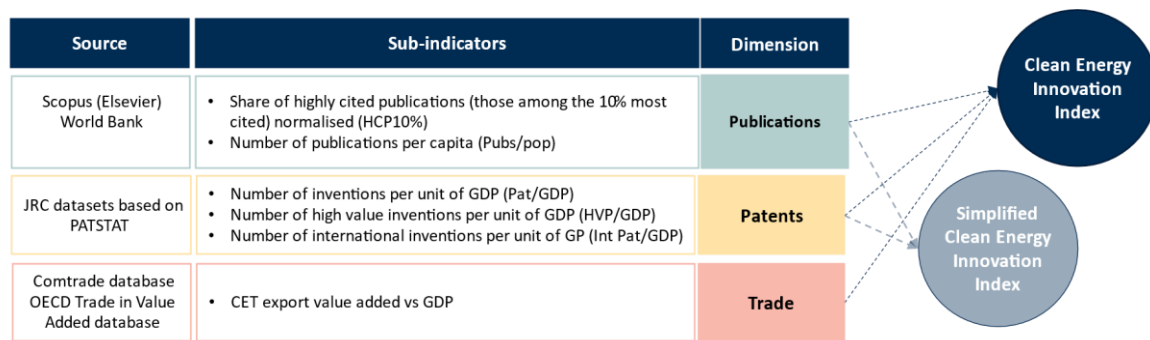 Source
Sub-indicators
Dimension
Scopus (Elsevier)
World Bank
• Share of highly cited publications (those among the 10% most
cited) normalised (HCP10%)
• Number of publications per capita (Pubs/pop)
Publications
JRC datasets based on
PATSTAT
• Number of inventions per unit of GDP (Pat/GDP)
• Number of high value inventions per unit of GDP (HVP/GDP)
• Number of international inventions per unit of GP (Int Pat/GDP)
Patents
Comtrade database
OECD Trade in Value
Added database
• CET export value added vs GDP
Trade
Clean Energy
Innovation
Index
Simplified
Clean Energy
Innovation
Index